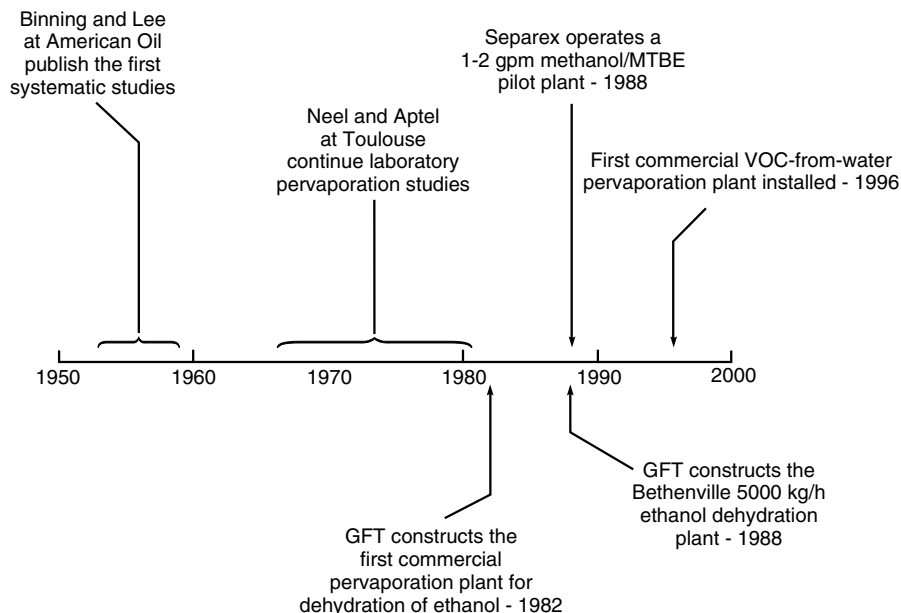 Binning and Lee
at American Oil
publish the first
systematic studies
Neel and Aptel
at Toulouse
continue laboratory
pervaporation studies
Separex operates a
1-2 gpm methanol/MTBE
pilot plant - 1988
First commercial VOC-from-water
pervaporation plant installed - 1996
1950
1960
1970
1980
1990
2000
GFT constructs the
first commercial
pervaporation plant for
dehydration of ethanol - 1982
GFT constructs the
Bethenville 5000 kg/h
ethanol dehydration
plant - 1988